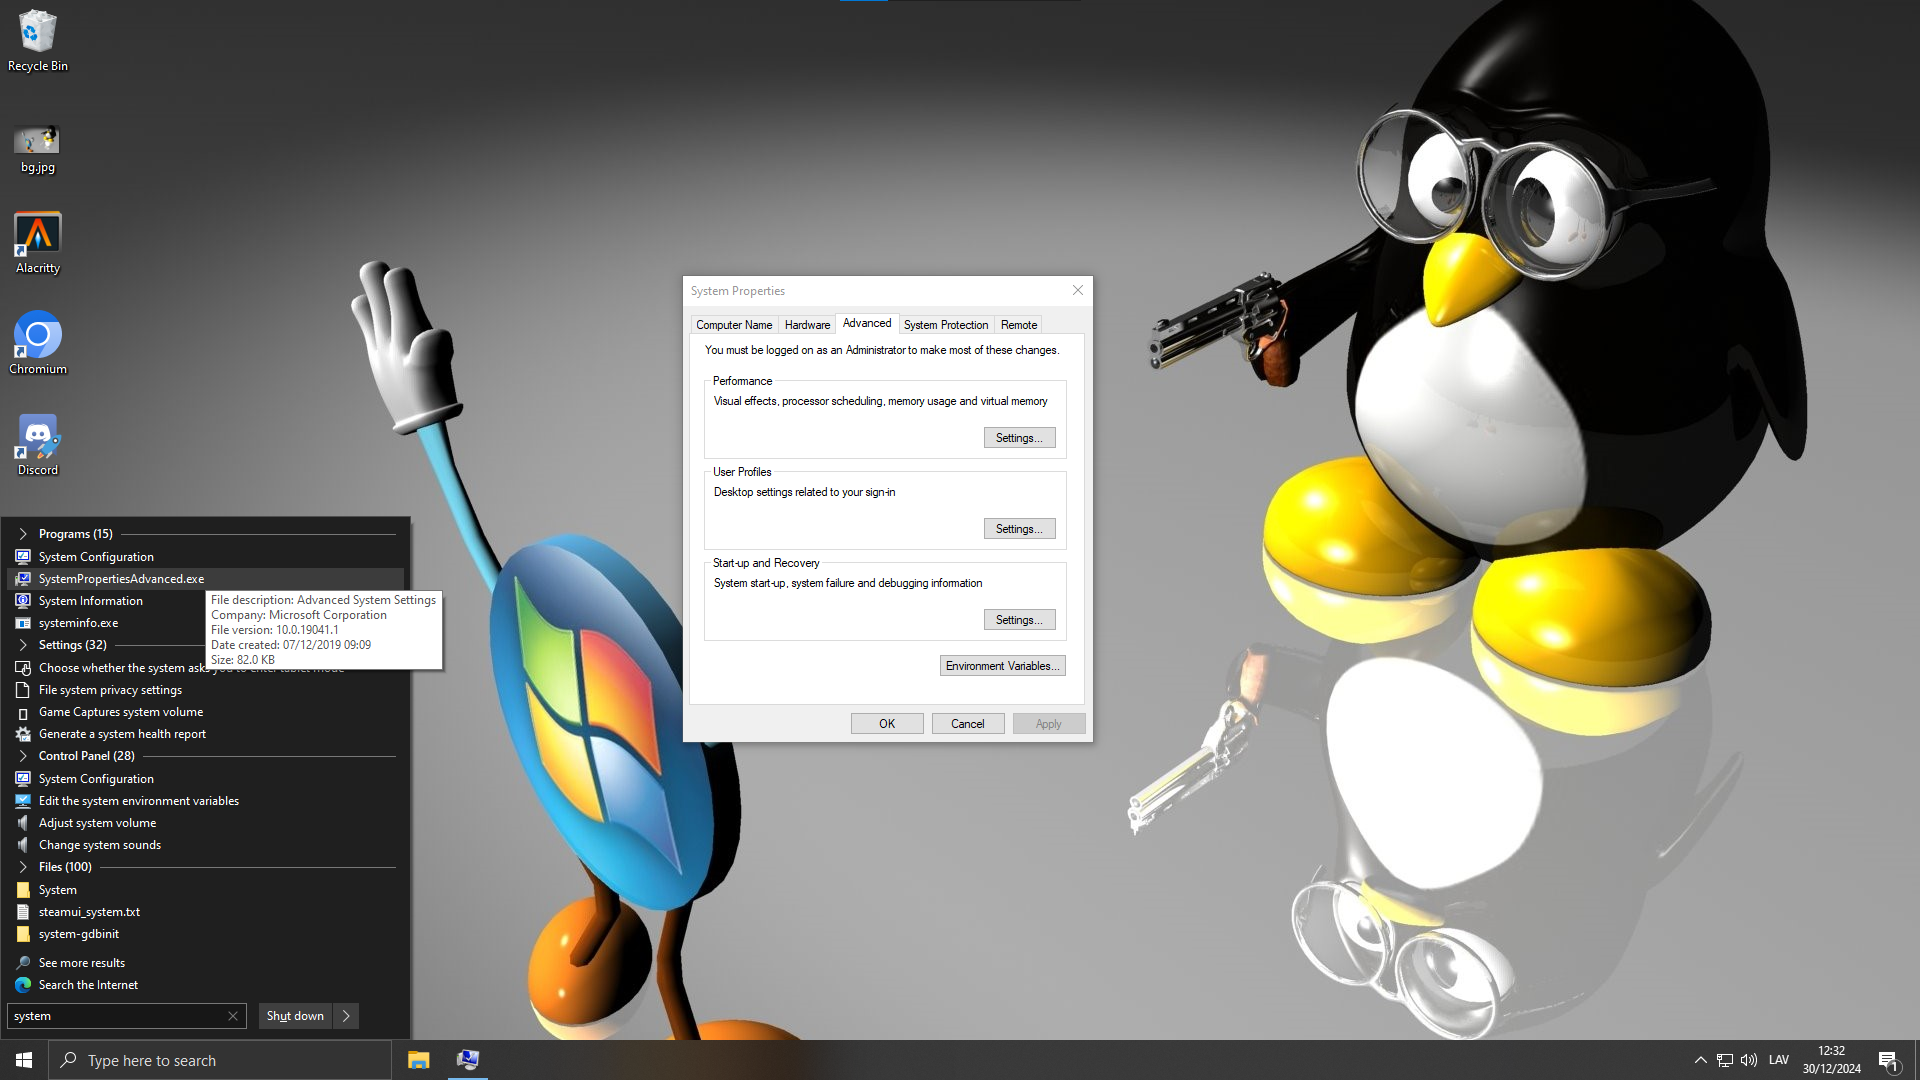 Recycle Bin
bg.jpg
Alacritty
Chromium
Discord
System Properties
Computer Name
Hardware
Advanced
System Protection
Remote
You must be logged on as an Administrator to make most of these changes.
Performance
Visual effects, processor scheduling, memory usage and virtual memory
Settings...
User Profiles
Desktop settings related to your sign-in
Settings...
Start-up and Recovery
System start-up, system failure and debugging information
Settings...
Environment Variables...
OK
Cancel
Apply
Programs (15)
System Configuration
SystemPropertiesAdvanced.exe
System Information
systeminfo.exe
File description: Advanced System Settings
Company: Microsoft Corporation
File version: 10.0.19041.1
Date created: 07/12/2019 09:09
Size: 82.0 KB
Settings (32)
Choose whether the system asks you to enter tablet mode
File system privacy settings
Game Captures system volume
Generate a system health report
Control Panel (28)
System Configuration
Edit the system environment variables
Adjust system volume
Change system sounds
Files (100)
System
steamui_system.txt
system-gdbinit
See more results
Search the Internet
system
Shut down
Type here to search
LAV
12:32
30/12/2024
1